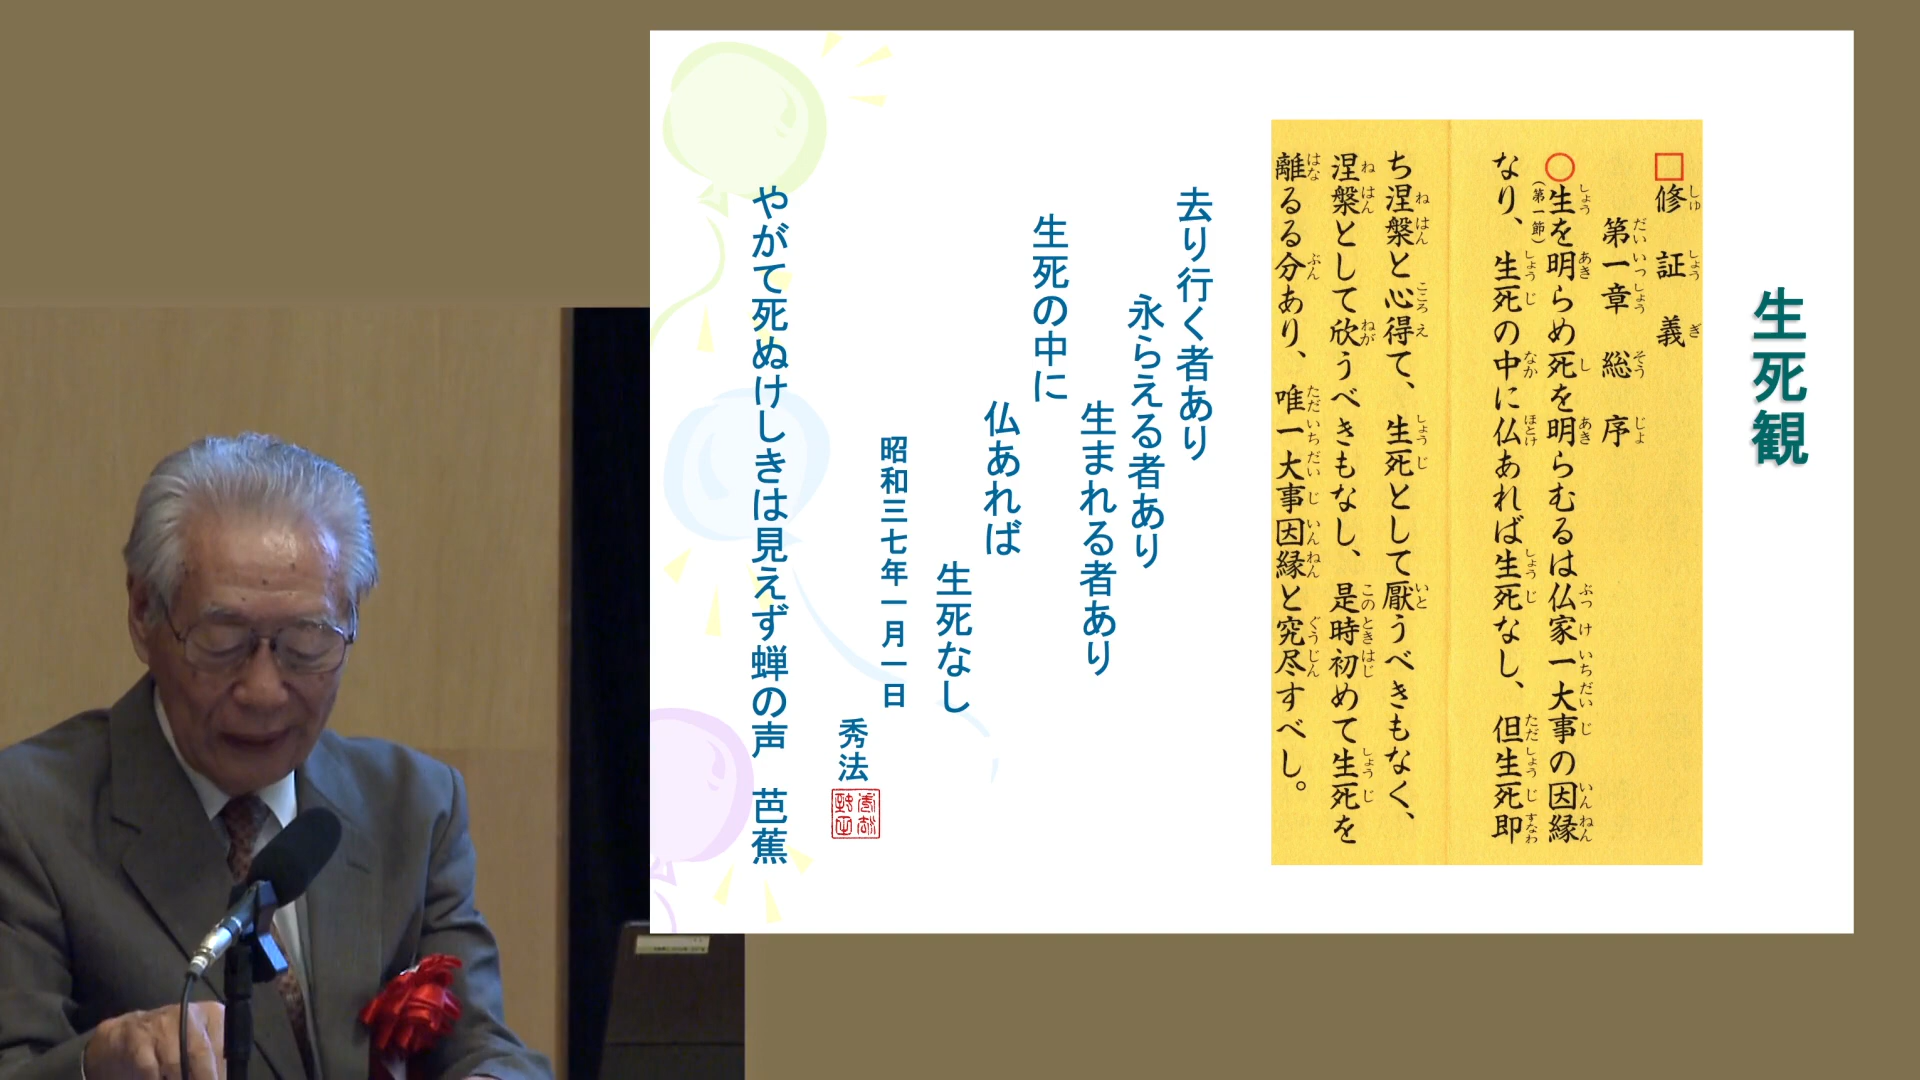 生死観
□修証義
第一章 総序
○生を明らめ死を明らむるは仏家一大事の因縁
(第一節)
なり、生死の中に仏あれば生死なし、但生死即
ち涅槃と心得て、生死として厭うべきもなく、
涅槃として欣うべきもなし、是時初めて生死を
離るる分あり、唯一大事因縁と究尽すべし。
去り行く者あり
永らえる者あり
生まれる者あり
生死の中に
仏あれば
生死なし
昭和三七年一月一日
秀法
やがて死ぬけしきは見えず蝉の声 芭蕉